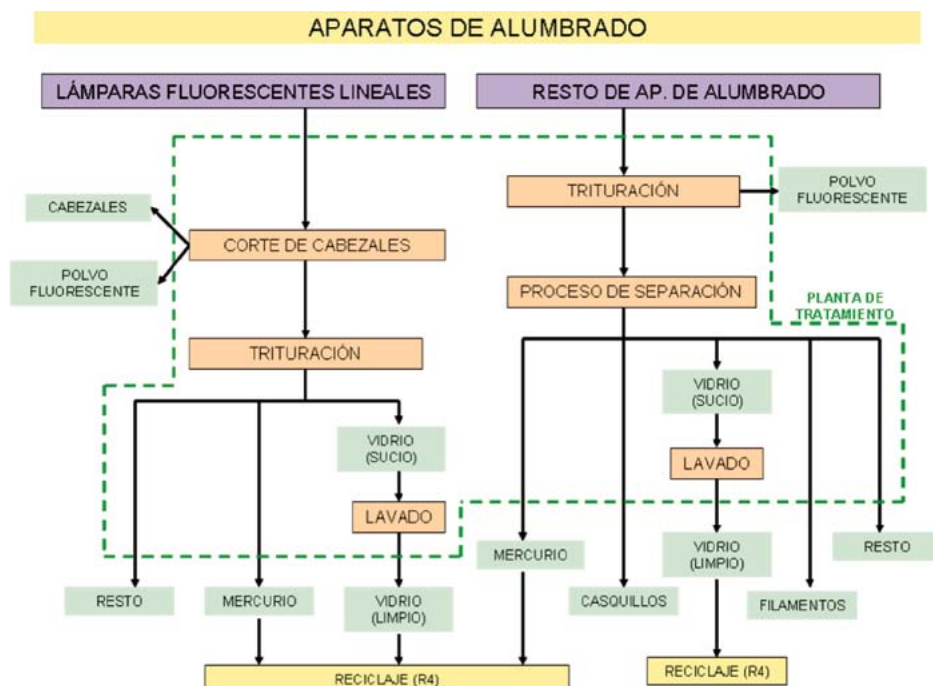 APARATOS DE ALUMBRADO
LÁMPARAS FLUORESCENTES LINEALES
RESTO DE AP. DE ALUMBRADO
TRITURACIÓN
POLVO
FLUORESCENTE
CABEZALES
CORTE DE CABEZALES
POLVO
FLUORESCENTE
PROCESO DE SEPARACIÓN
PLANTA DE
TRATAMIENTO
TRITURACIÓN
VIDRIO
(SUCIO)
VIDRIO
(SUCIO)
LAVADO
LAVADO
MERCURIO
VIDRIO
(LIMPIO)
RESTO
RESTO
MERCURIO
VIDRIO
(LIMPIO)
CASQUILLOS
FILAMENTOS
RECICLAJE (R4)
RECICLAJE (R4)